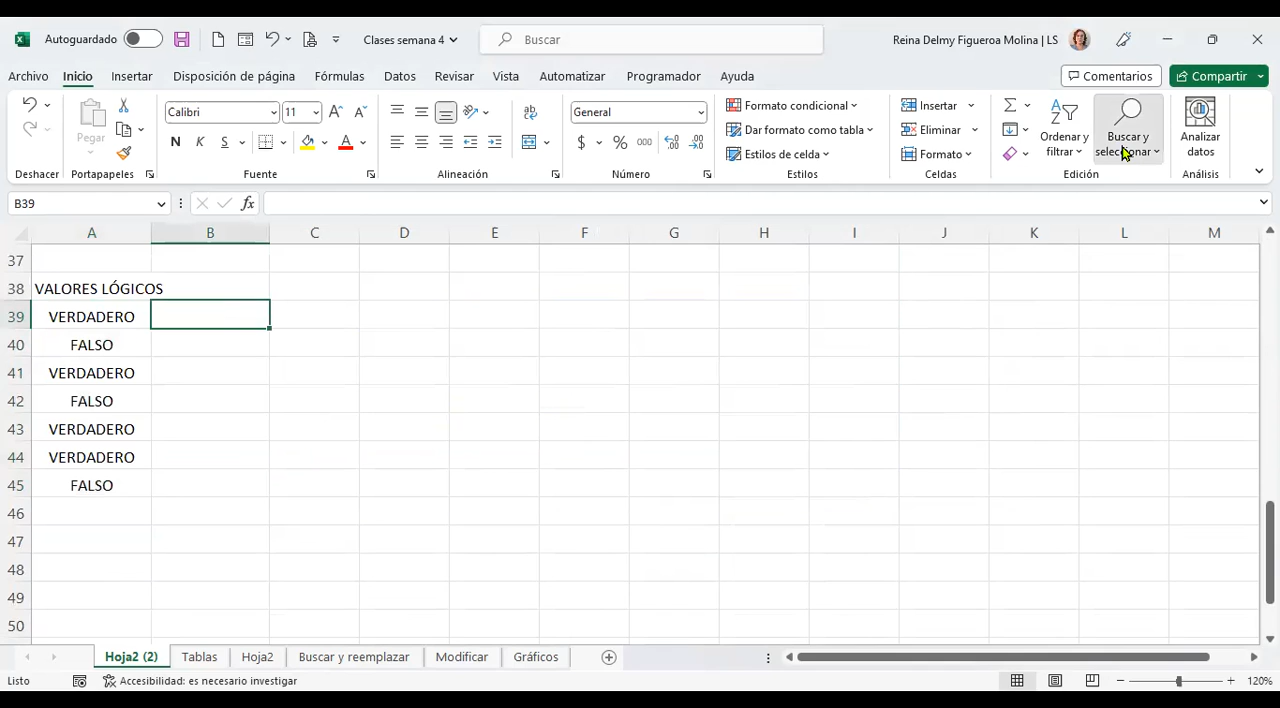 Autoguardado
Clases semana 4
Buscar
Reina Delmy Figueroa Molina | LS
Archivo Inicio Insertar Disposición de página Fórmulas Datos Revisar Vista Automatizar Programador Ayuda
Comentarios Compartir
Pegar
Calibri 11
N K S
General
$ % 000
Formato condicional
Dar formato como tabla
Estilos de celda
Insertar
Eliminar
Formato
Ordenar y
filtrar
Buscar y
seleccionar
Analizar
datos
Deshacer Portapapeles Fuente Alineación Número Estilos Celdas Edición Análisis
B39 fx
A B C D E F G H I J K L M
37
38 VALORES LÓGICOS
39 VERDADERO
40 FALSO
41 VERDADERO
42 FALSO
43 VERDADERO
44 VERDADERO
45 FALSO
46
47
48
49
50
Hoja2 (2) Tablas Hoja2 Buscar y reemplazar Modificar Gráficos
Listo Accesibilidad: es necesario investigar 120%